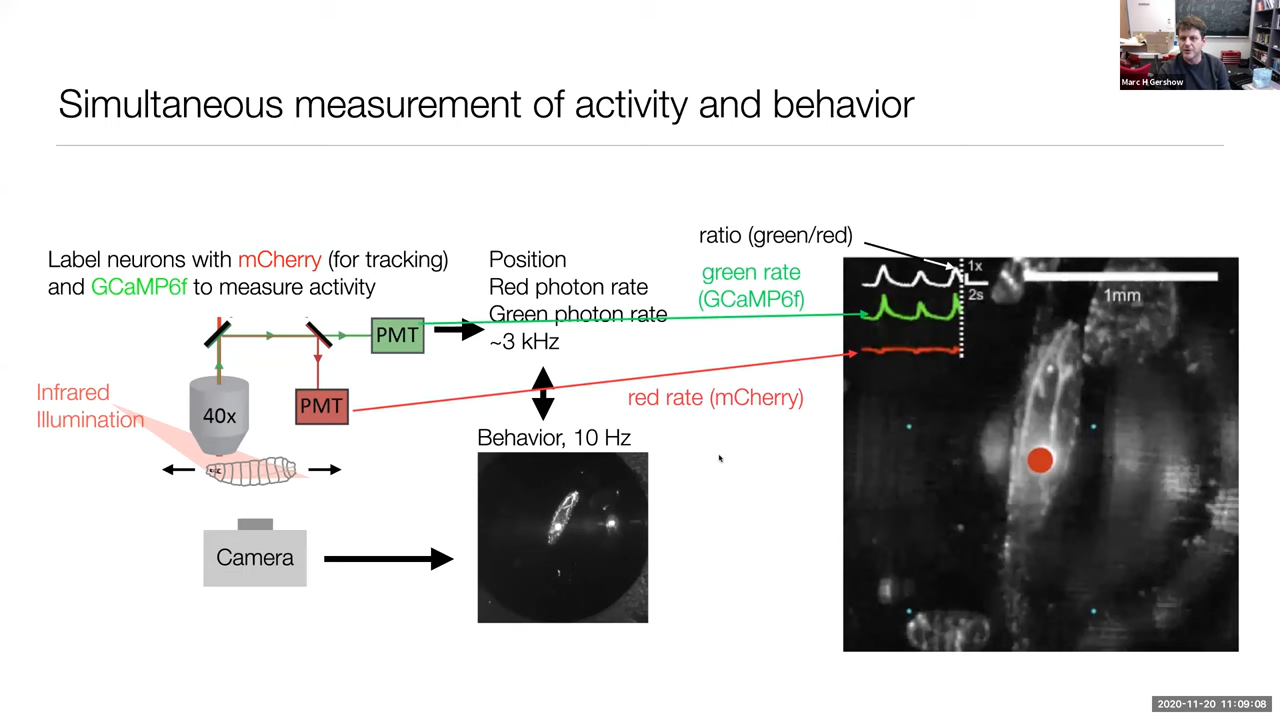 Marc H Gershow
Simultaneous measurement of activity and behavior
Label neurons with mCherry (for tracking)
and GCaMP6f to measure activity
PMT
PMT
Infrared
Illumination
40x
Camera
Position
Red photon rate
Green photon rate
~3 kHz
Behavior, 10 Hz
ratio (green/red)
green rate
(GCaMP6f)
red rate (mCherry)
1x
2s
1mm
2020-11-20 11:09:08